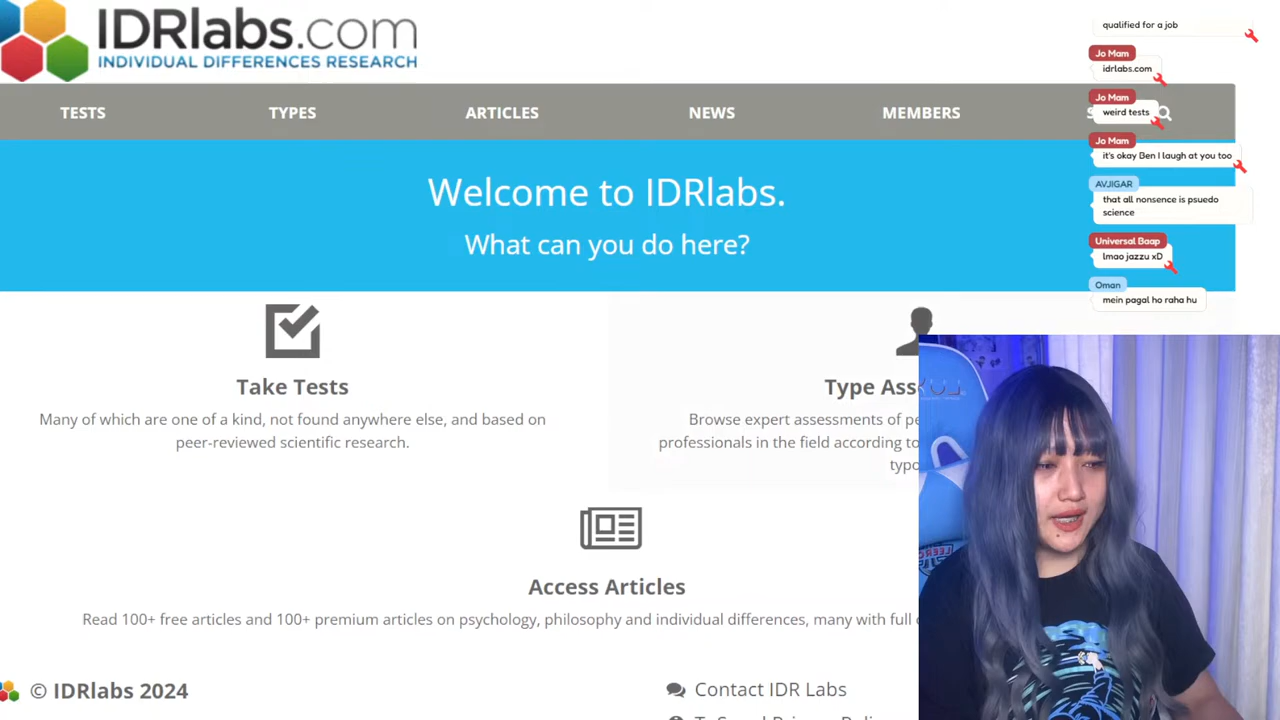 IDRlabs.com
INDIVIDUAL DIFFERENCES RESEARCH
TESTS
TYPES
ARTICLES
NEWS
MEMBERS
Welcome to IDRlabs.
What can you do here?
Take Tests
Many of which are one of a kind, not found anywhere else, and based on
peer-reviewed scientific research.
Type
Browse expert assessments of
professionals in the field according to
Access Articles
Read 100+ free articles and 100+ premium articles on psychology, philosophy and individual differences, many with full
© IDRlabs 2024
Contact IDR Labs
qualified for a job
Jo Mam
idrlabs.com
Jo Mam
weird tests
Jo Mam
it's okay Ben I laugh at you too
AVJIGAR
that all nonsence is psuedo
science
Universal Baap
lmao jazzu xD
Oman
mein pagal ho raha hu